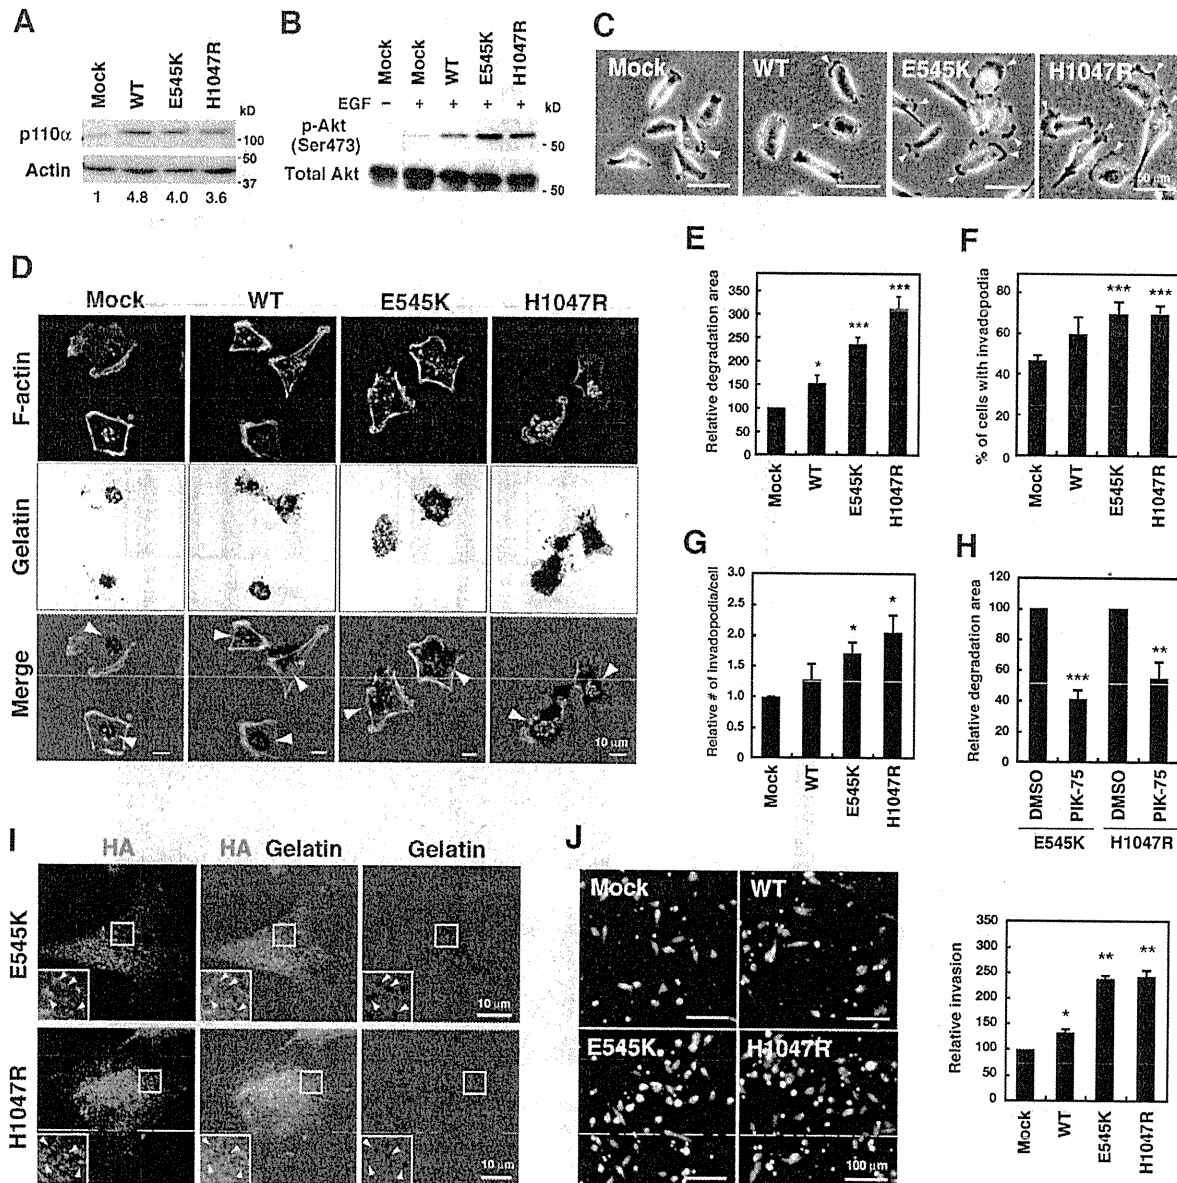 A
Mock
WT
E545K
H1047R
kD
p110α
100
50
Actin
37
1 4.8 4.0 3.6
B
Mock
Mock
WT
E545K
H1047R
EGF − + + + + kD
p-Akt
(Ser473)
50
Total Akt
50
C
Mock
WT
E545K
H1047R
50 μm
D
Mock WT E545K H1047R
F-actin
Gelatin
Merge
10 μm
E
Relative degradation area
350
300
250
200
150
100
50
0
*
***
***
Mock
WT
E545K
H1047R
F
% of cells with invadopodia
80
60
40
20
0
***
***
Mock
WT
E545K
H1047R
G
Relative # of invadopodia/cell
3.0
2.5
2.0
1.5
1.0
0.5
0
*
*
Mock
WT
E545K
H1047R
H
Relative degradation area
120
100
80
60
40
20
0
***
**
DMSO
PIK-75
DMSO
PIK-75
E545K H1047R
I
HA HA Gelatin Gelatin
E545K
10 μm
H1047R
10 μm
J
Mock
WT
E545K
H1047R
100 μm
Relative invasion
350
300
250
200
150
100
50
0
*
**
**
Mock
WT
E545K
H1047R